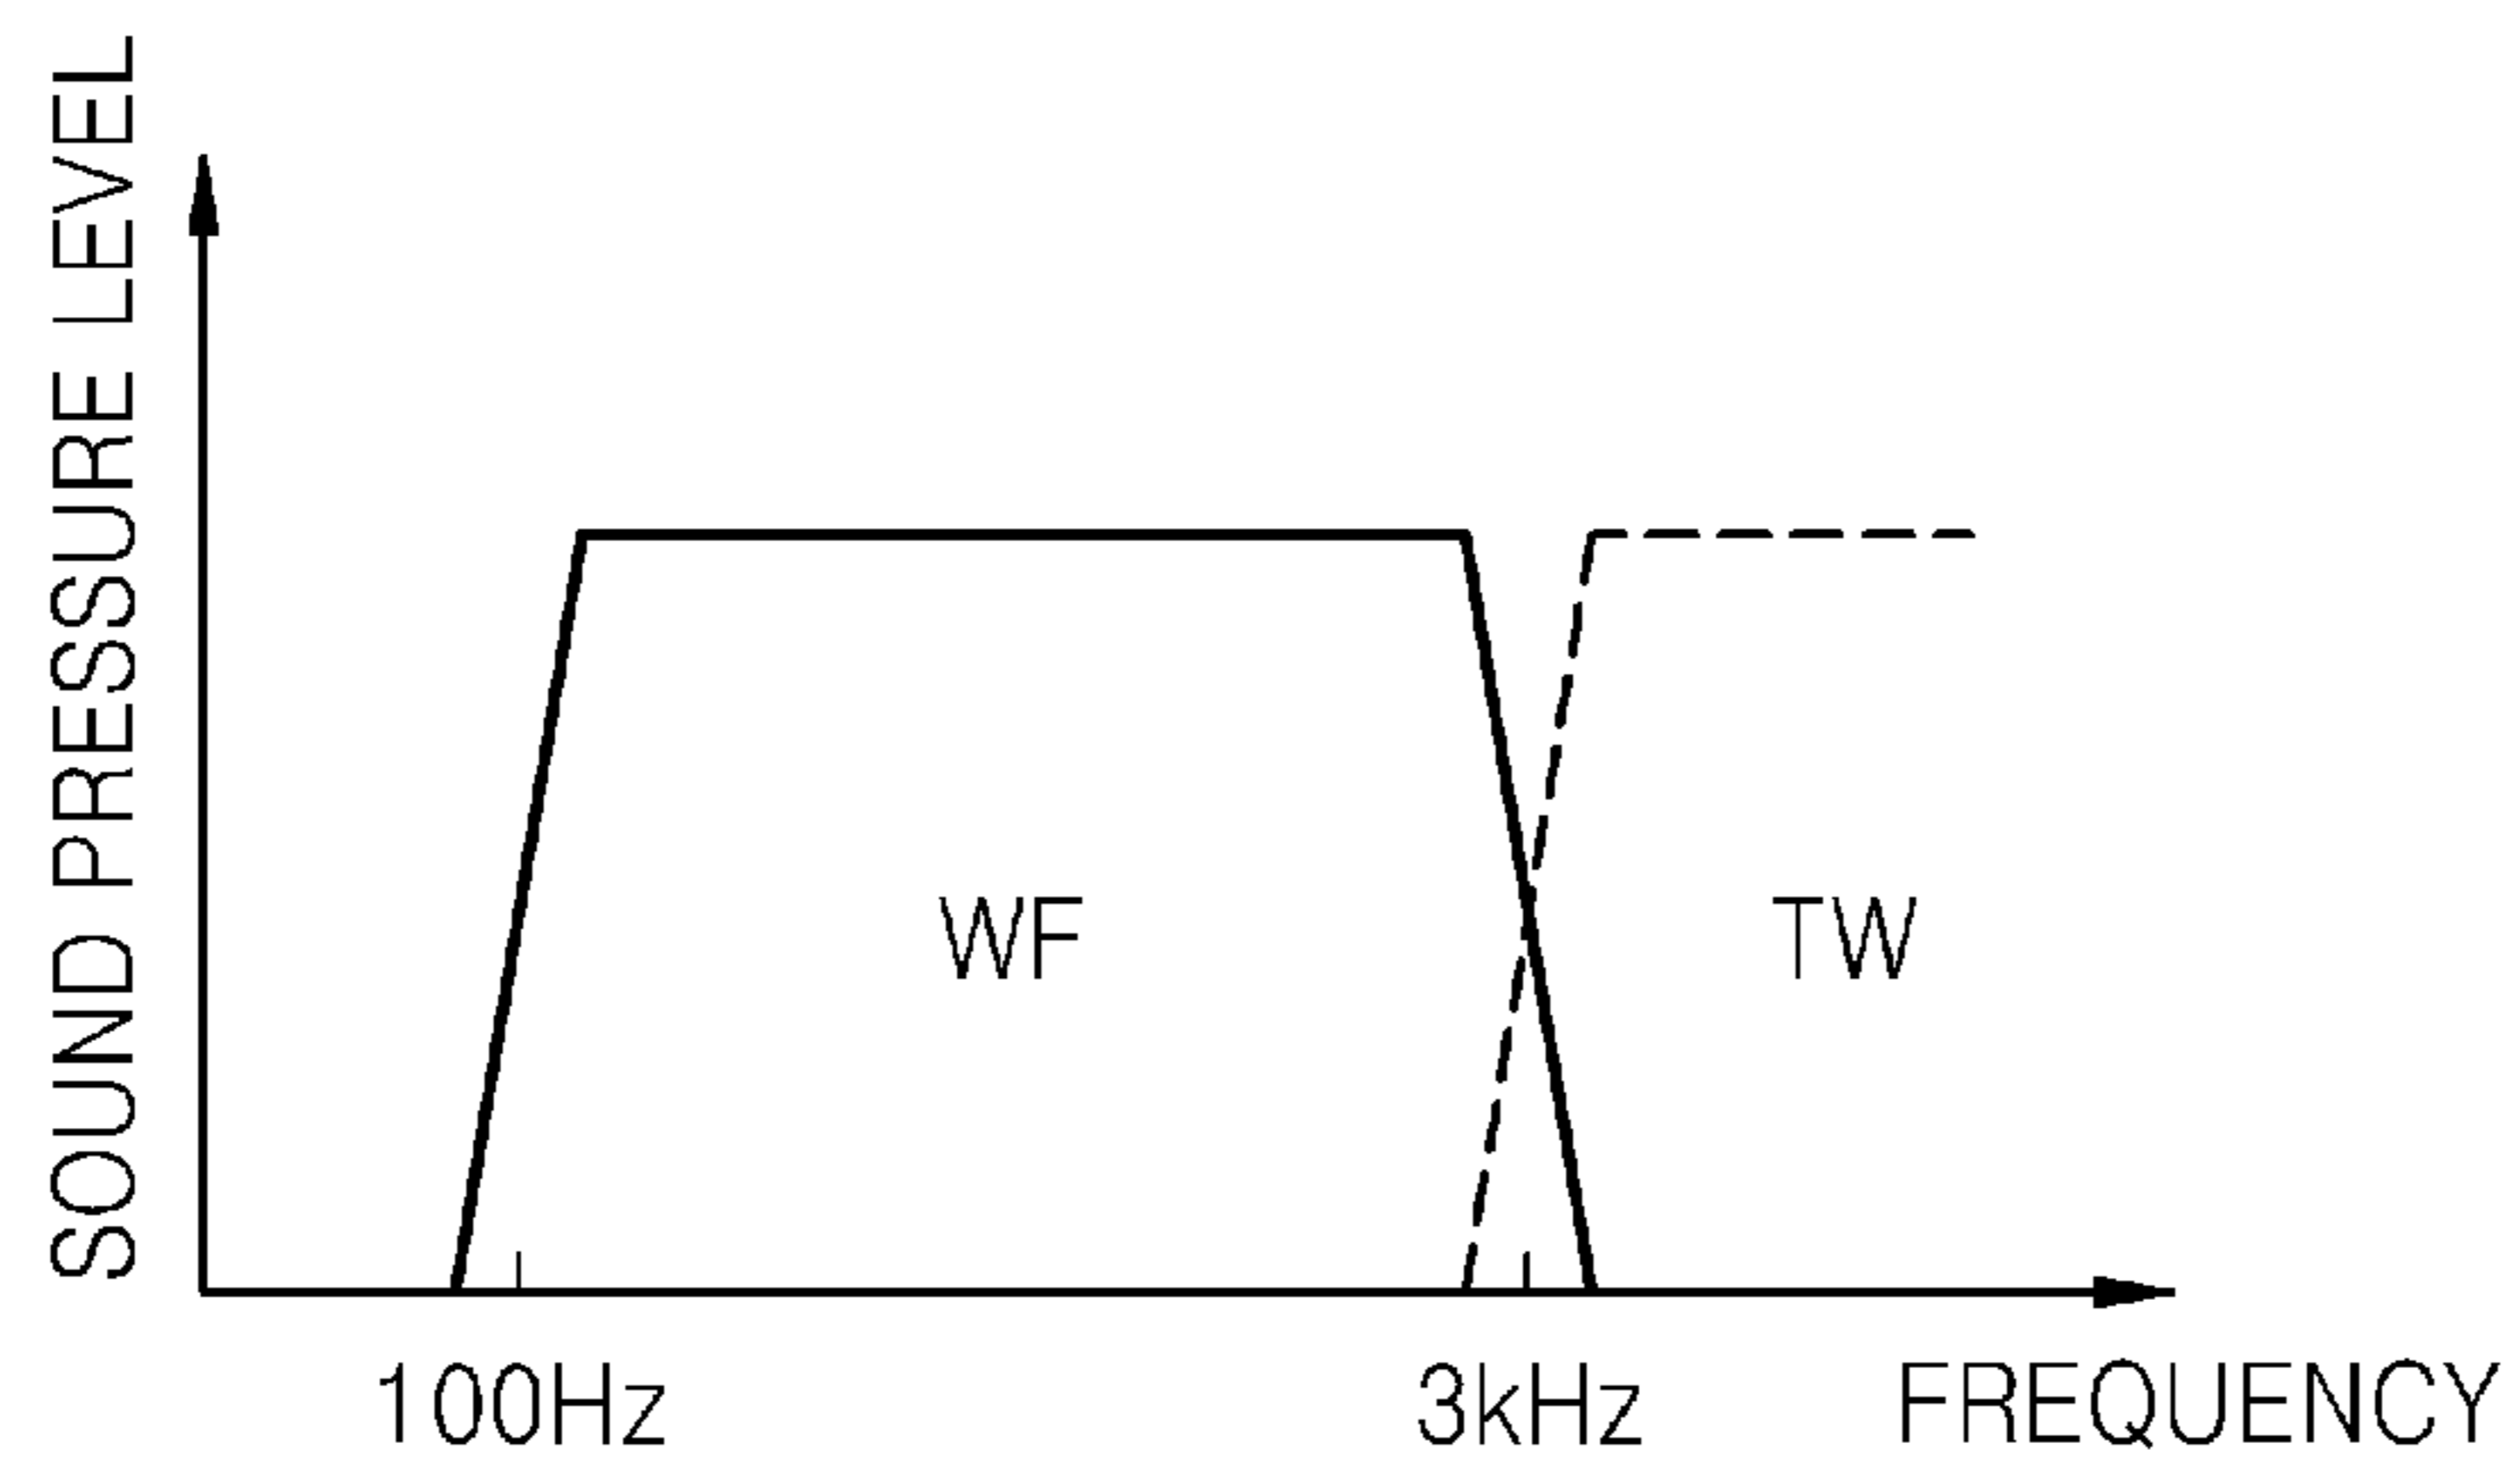 SOUND PRESSURE LEVEL
WF
TW
100Hz
3kHz
FREQUENCY